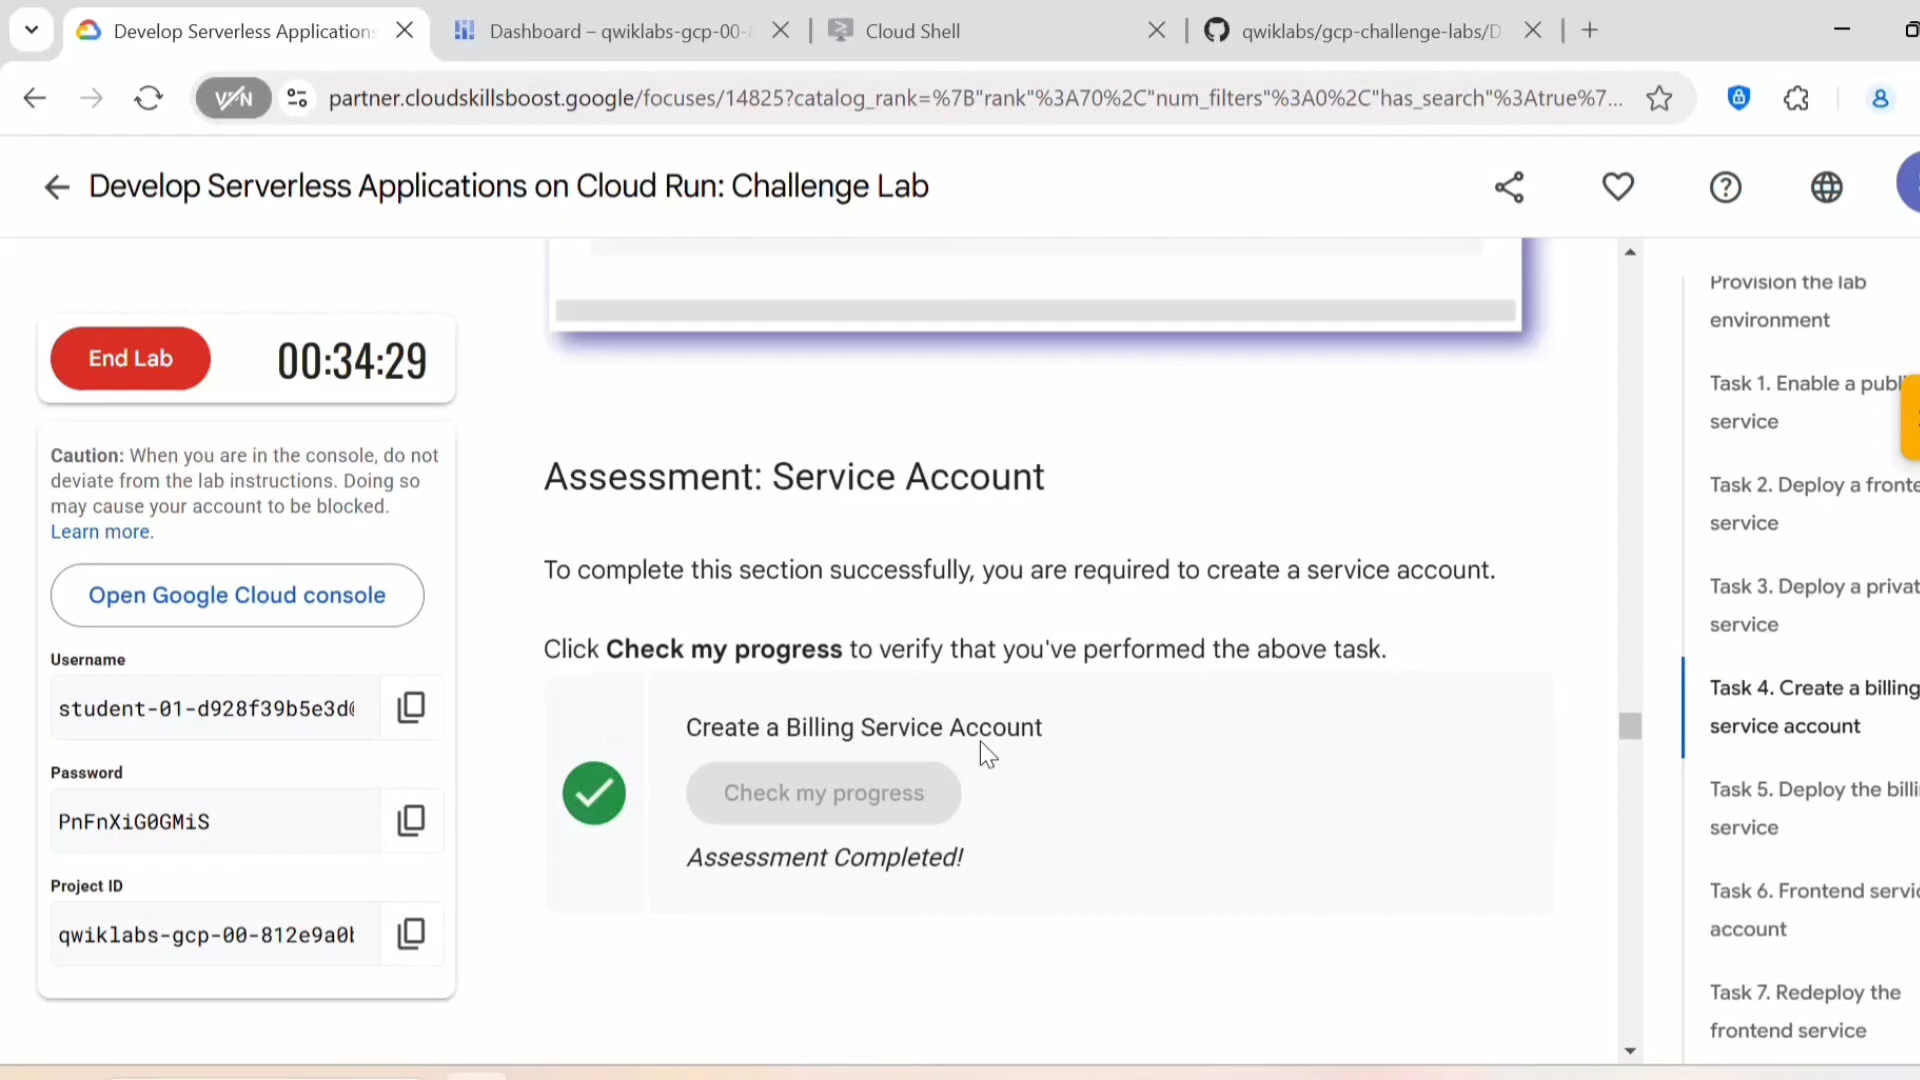 Develop Serverless Applications
Dashboard – qwiklabs-gcp-00-
Cloud Shell
qwiklabs/gcp-challenge-labs/D
VPN
partner.cloudskillsboost.google/focuses/14825?catalog_rank=%7B"rank"%3A70%2C"num_filters"%3A0%2C"has_search"%3Atrue%7...
Develop Serverless Applications on Cloud Run: Challenge Lab
End Lab
00:34:29
Caution: When you are in the console, do not
deviate from the lab instructions. Doing so
may cause your account to be blocked.
Learn more.
Open Google Cloud console
Username
student-01-d928f39b5e3d
Password
PnFnXiG0GMiS
Project ID
qwiklabs-gcp-00-812e9a0
Assessment: Service Account
To complete this section successfully, you are required to create a service account.
Click Check my progress to verify that you've performed the above task.
Create a Billing Service Account
Check my progress
Assessment Completed!
Provision the lab
environment
Task 1. Enable a publ
service
Task 2. Deploy a fronte
service
Task 3. Deploy a privat
service
Task 4. Create a billing
service account
Task 5. Deploy the billi
service
Task 6. Frontend servic
account
Task 7. Redeploy the
frontend service